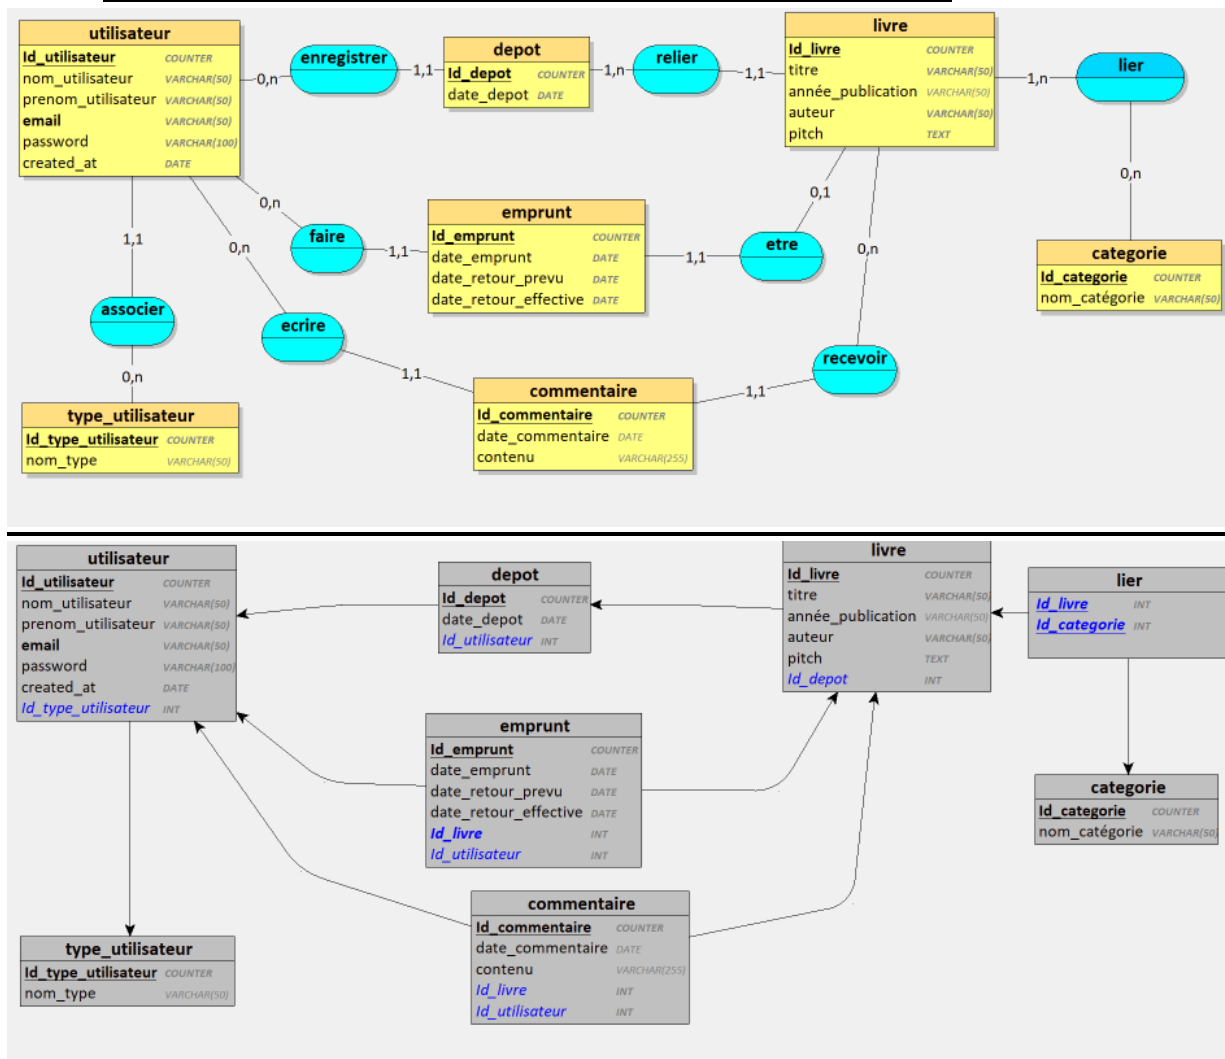 utilisateur
Id_utilisateur COUNTER
nom_utilisateur VARCHAR(50)
prenom_utilisateur VARCHAR(50)
email VARCHAR(50)
password VARCHAR(100)
created_at DATE
0,n
enregistrer
1,1
depot
Id_depot COUNTER
date_depot DATE
1,n
relier
1,1
livre
Id_livre COUNTER
titre VARCHAR(50)
année_publication VARCHAR(50)
auteur VARCHAR(50)
pitch TEXT
1,n
lier
0,n
categorie
Id_categorie COUNTER
nom_catégorie VARCHAR(50)
0,n
faire
1,1
emprunt
Id_emprunt COUNTER
date_emprunt DATE
date_retour_prevu DATE
date_retour_effective DATE
1,1
etre
0,1
1,1
associer
0,n
type_utilisateur
Id_type_utilisateur COUNTER
nom_type VARCHAR(50)
0,n
ecrire
1,1
commentaire
Id_commentaire COUNTER
date_commentaire DATE
contenu VARCHAR(255)
1,1
recevoir
0,n
utilisateur
Id_utilisateur COUNTER
nom_utilisateur VARCHAR(50)
prenom_utilisateur VARCHAR(50)
email VARCHAR(50)
password VARCHAR(100)
created_at DATE
Id_type_utilisateur INT
depot
Id_depot COUNTER
date_depot DATE
Id_utilisateur INT
livre
Id_livre COUNTER
titre VARCHAR(50)
année_publication VARCHAR(50)
auteur VARCHAR(50)
pitch TEXT
Id_depot INT
lier
Id_livre INT
Id_categorie INT
emprunt
Id_emprunt COUNTER
date_emprunt DATE
date_retour_prevu DATE
date_retour_effective DATE
Id_livre INT
Id_utilisateur INT
categorie
Id_categorie COUNTER
nom_catégorie VARCHAR(50)
commentaire
Id_commentaire COUNTER
date_commentaire DATE
contenu VARCHAR(255)
Id_livre INT
Id_utilisateur INT
type_utilisateur
Id_type_utilisateur COUNTER
nom_type VARCHAR(50)